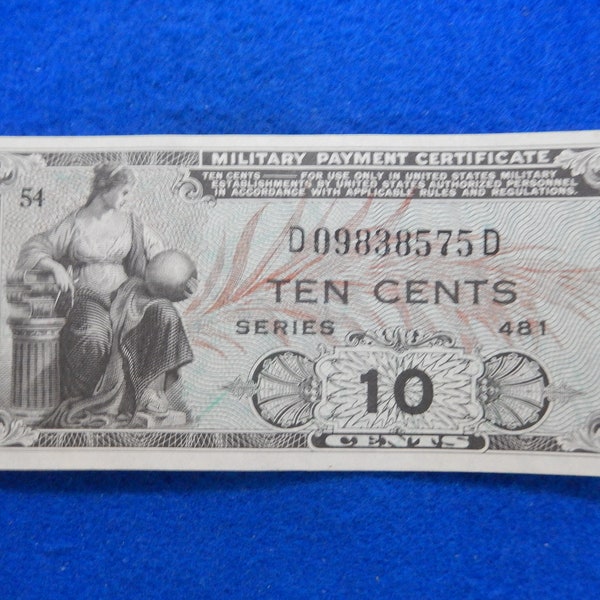 MILITARY PAYMENT CERTIFICATE
TEN CENTS — FOR USE ONLY IN UNITED STATES MILITARY
ESTABLISHMENTS BY UNITED STATES AUTHORIZED PERSONNEL
IN ACCORDANCE WITH APPLICABLE RULES AND REGULATIONS.
54
D09838575D
TEN CENTS
SERIES 481
10
CENTS